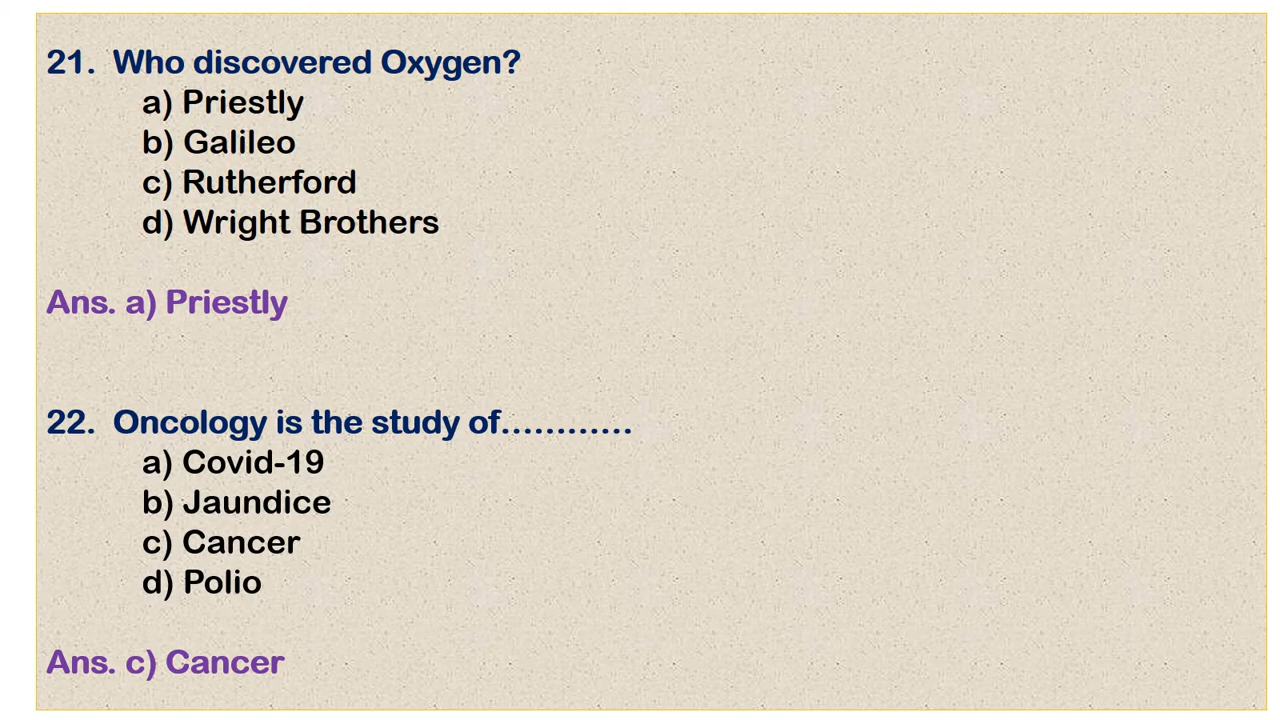 21. Who discovered Oxygen?
a) Priestly
b) Galileo
c) Rutherford
d) Wright Brothers
Ans. a) Priestly
22. Oncology is the study of............
a) Covid-19
b) Jaundice
c) Cancer
d) Polio
Ans. c) Cancer